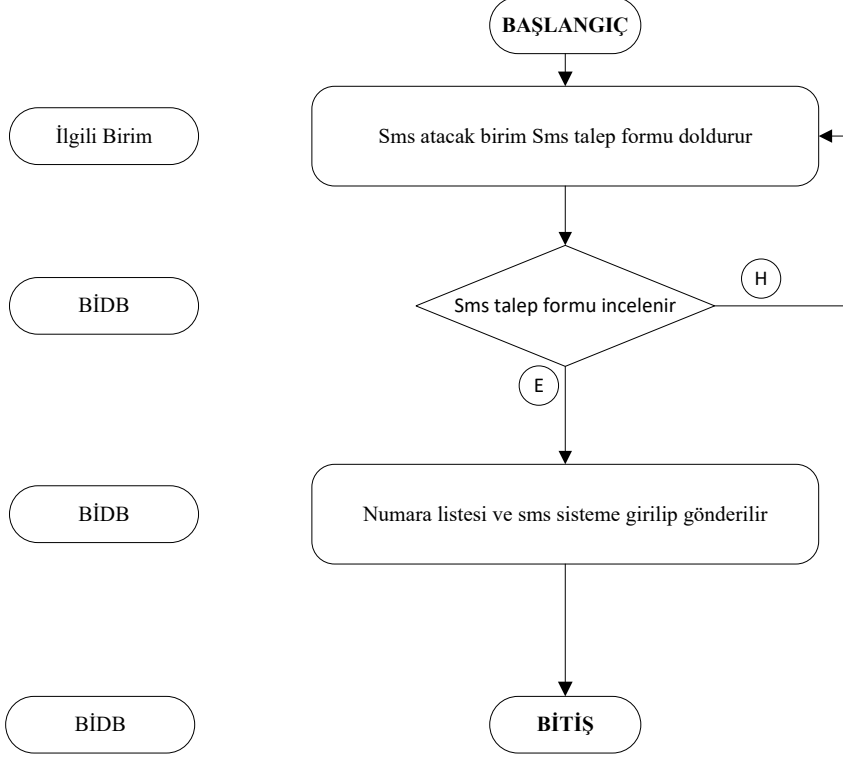 BAŞLANGIÇ
İlgili Birim
Sms atacak birim Sms talep formu doldurur
BİDB
Sms talep formu incelenir
H
E
BİDB
Numara listesi ve sms sisteme girilip gönderilir
BİDB
BİTİŞ